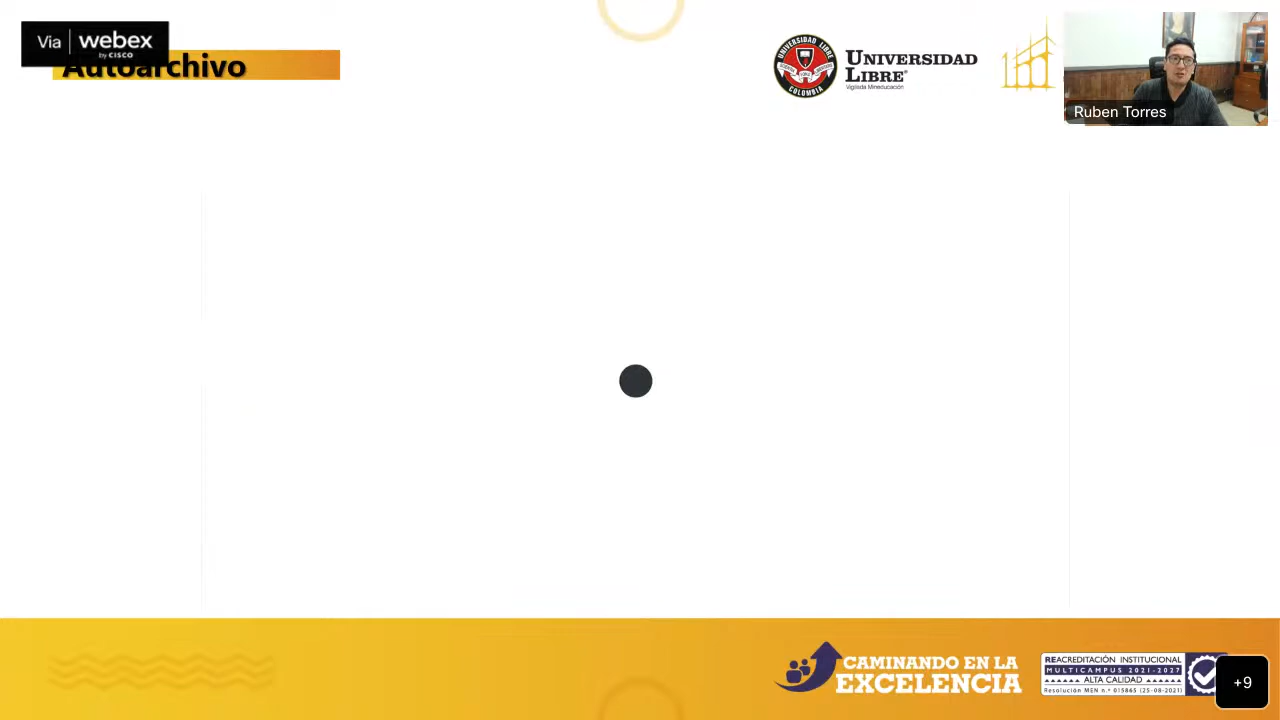 Via webex
by CISCO
Autoarchivo
UNIVERSIDAD LIBRE COLOMBIA
UNIVERSIDAD
LIBRE®
Vigilada Mineducación
Ruben Torres
CAMINANDO EN LA
EXCELENCIA
REACREDITACIÓN INSTITUCIONAL
MULTICAMPUS 2021-2027
ALTA CALIDAD
Resolución MEN n.° 015865 (25-08-2021)
+9